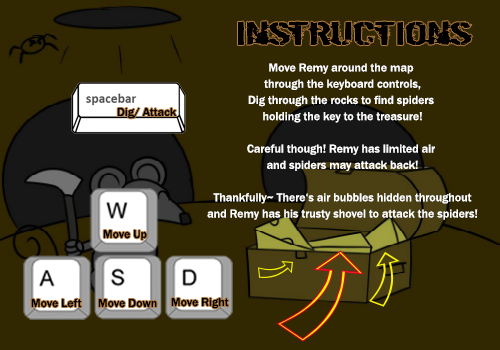 INSTRUCTIONS
Move Remy around the map
through the keyboard controls,
Dig through the rocks to find spiders
holding the key to the treasure!
Careful though! Remy has limited air
and spiders may attack back!
Thankfully~ There's air bubbles hidden throughout
and Remy has his trusty shovel to attack the spiders!
spacebar
Dig/ Attack
W
Move Up
A
Move Left
S
Move Down
D
Move Right